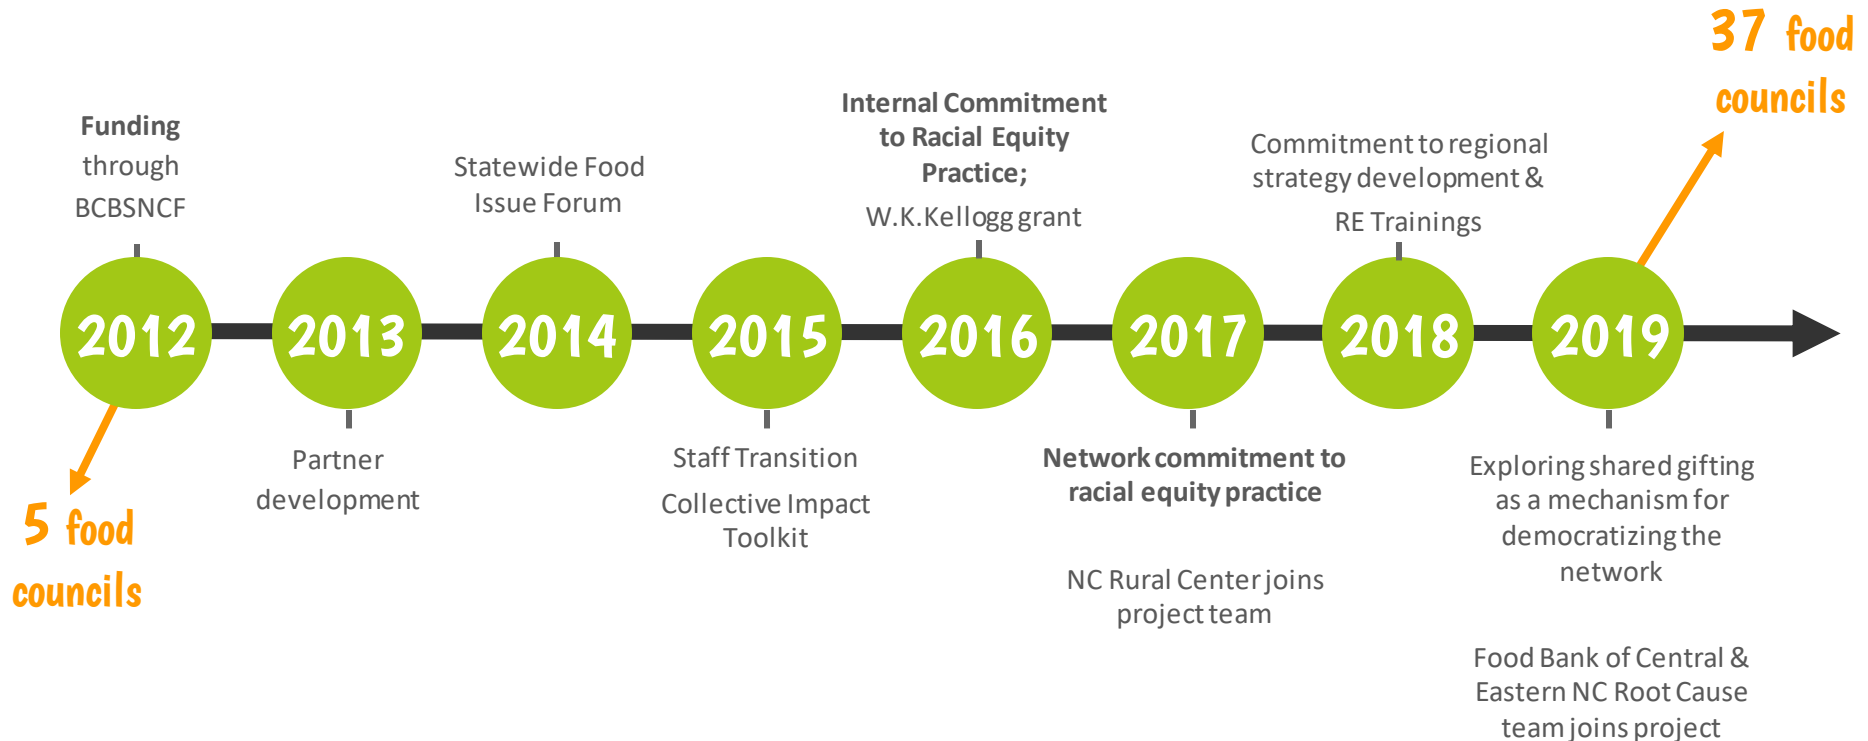 37 food
councils
Funding
through
BCBSNCF
Statewide Food
Issue Forum
Internal Commitment
to Racial Equity
Practice;
W.K.Kellogg grant
Commitment to regional
strategy development &
RE Trainings
2012
2013
2014
2015
2016
2017
2018
2019
5 food
councils
Partner
development
Staff Transition
Collective Impact
Toolkit
Network commitment to
racial equity practice
NC Rural Center joins
project team
Exploring shared gifting
as a mechanism for
democratizing the
network
Food Bank of Central &
Eastern NC Root Cause
team joins project